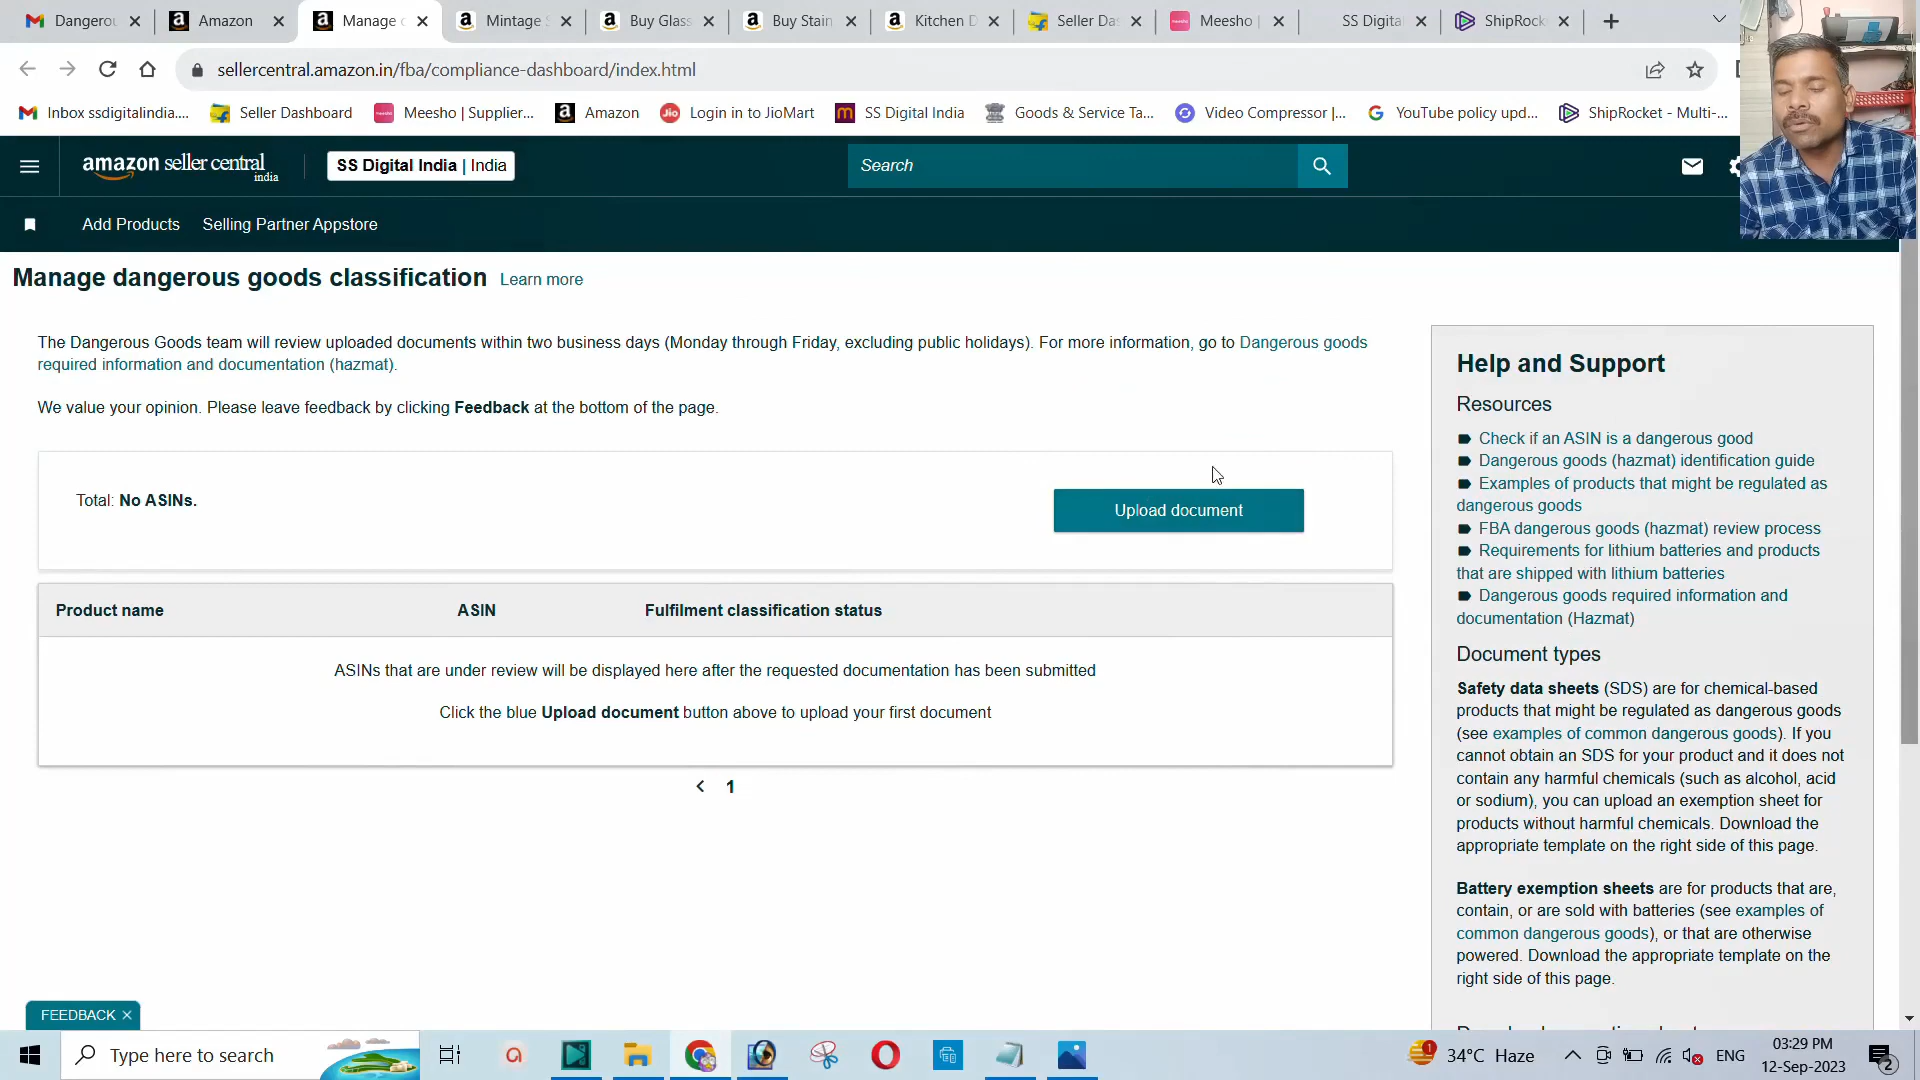 Dangerou
Amazon
Manage
Mintage
Buy Glass
Buy Stain
Kitchen D
Seller Das
Meesho |
SS Digital
ShipRock
sellercentral.amazon.in/fba/compliance-dashboard/index.html
Inbox ssdigitalindia....
Seller Dashboard
Meesho | Supplier...
Amazon
Login in to JioMart
SS Digital India
Goods & Service Ta...
Video Compressor |...
YouTube policy upd...
ShipRocket - Multi-...
amazon seller central
india
SS Digital India | India
Search
Add Products
Selling Partner Appstore
Manage dangerous goods classification Learn more
The Dangerous Goods team will review uploaded documents within two business days (Monday through Friday, excluding public holidays). For more information, go to Dangerous goods
required information and documentation (hazmat).
We value your opinion. Please leave feedback by clicking Feedback at the bottom of the page.
Total: No ASINs.
Upload document
Product name
ASIN
Fulfilment classification status
ASINs that are under review will be displayed here after the requested documentation has been submitted
Click the blue Upload document button above to upload your first document
1
Help and Support
Resources
Check if an ASIN is a dangerous good
Dangerous goods (hazmat) identification guide
Examples of products that might be regulated as
dangerous goods
FBA dangerous goods (hazmat) review process
Requirements for lithium batteries and products
that are shipped with lithium batteries
Dangerous goods required information and
documentation (Hazmat)
Document types
Safety data sheets (SDS) are for chemical-based
products that might be regulated as dangerous goods
(see examples of common dangerous goods). If you
cannot obtain an SDS for your product and it does not
contain any harmful chemicals (such as alcohol, acid
or sodium), you can upload an exemption sheet for
products without harmful chemicals. Download the
appropriate template on the right side of this page.
Battery exemption sheets are for products that are,
contain, or are sold with batteries (see examples of
common dangerous goods), or that are otherwise
powered. Download the appropriate template on the
right side of this page.
FEEDBACK
Type here to search
34°C Haze
ENG
03:29 PM
12-Sep-2023
2